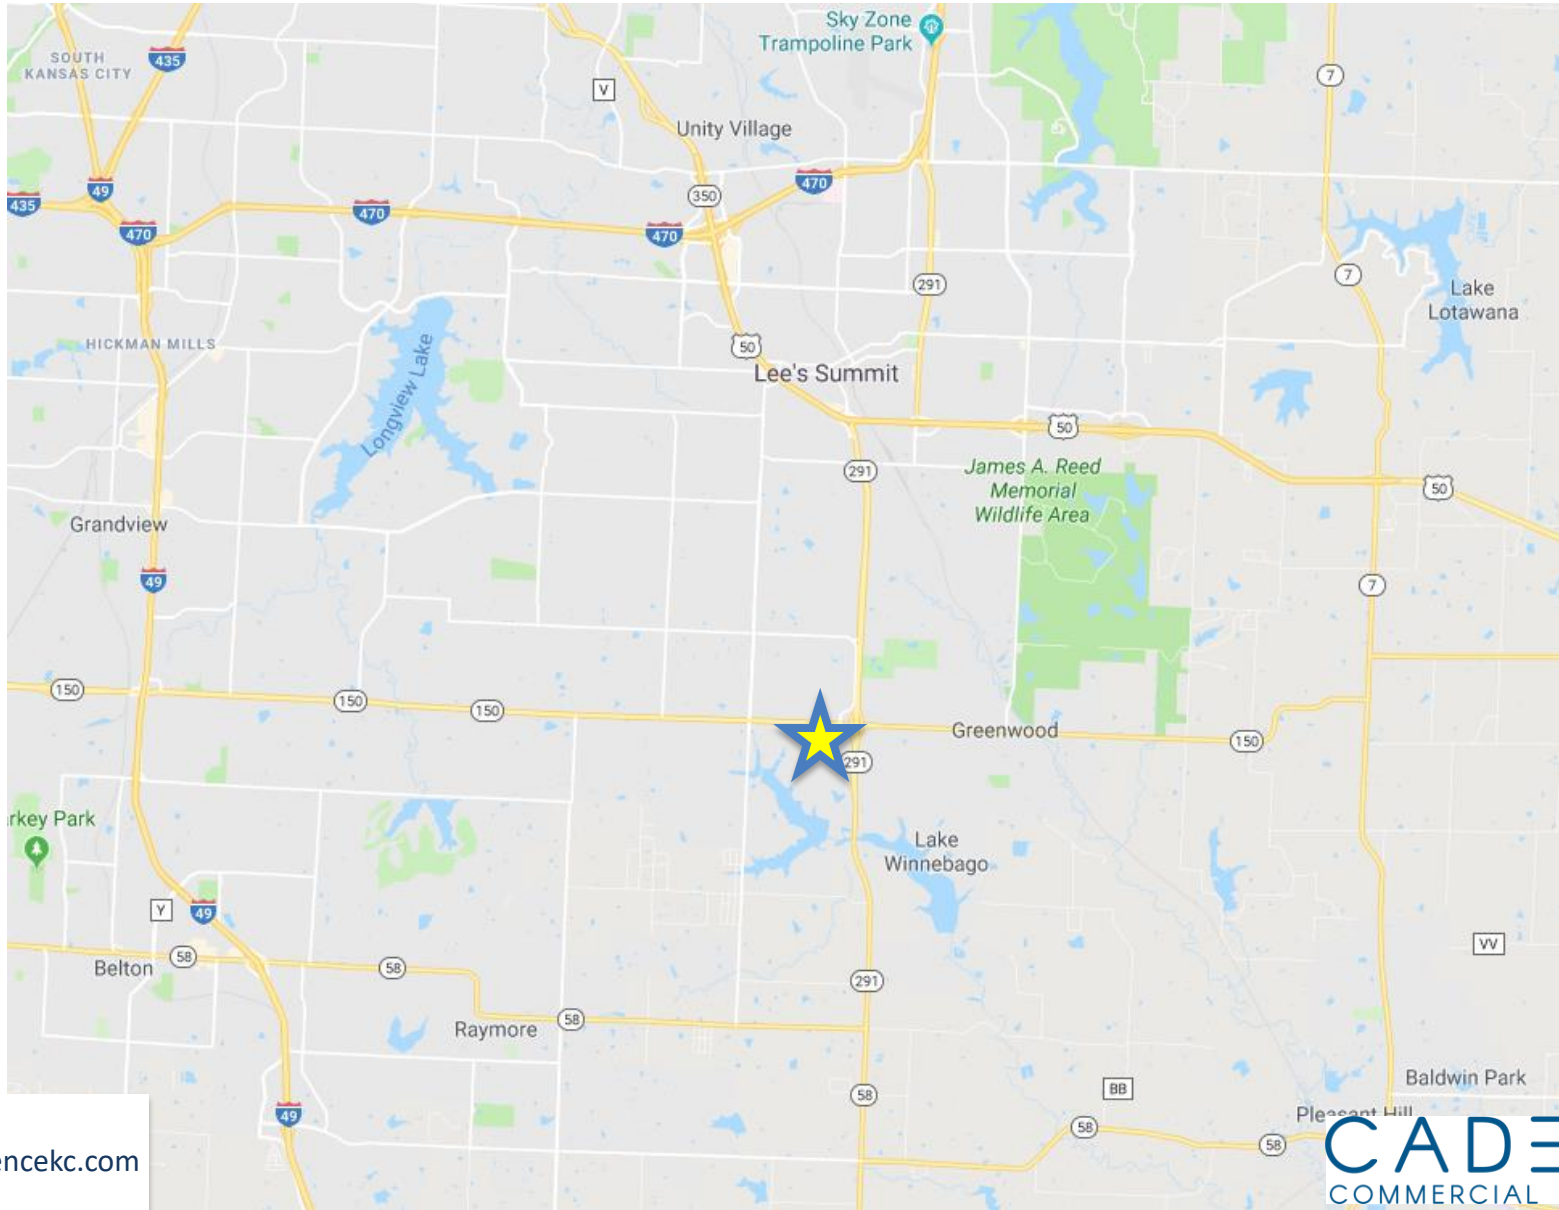 Sky Zone
Trampoline Park
SOUTH
KANSAS CITY
435
7
V
Unity Village
49
470
350
435
470
470
470
291
7
Lake
Lotawana
HICKMAN MILLS
50
Longview Lake
Lee's Summit
50
291
James A. Reed
Memorial
Wildlife Area
50
Grandview
49
7
150
150
150
Greenwood
150
291
rkey Park
Lake
Winnebago
Y
49
VV
Belton
58
58
291
Raymore
58
Baldwin Park
BB
58
49
Pleasant Hill
58
58
encekc.com
CADE
COMMERCIAL